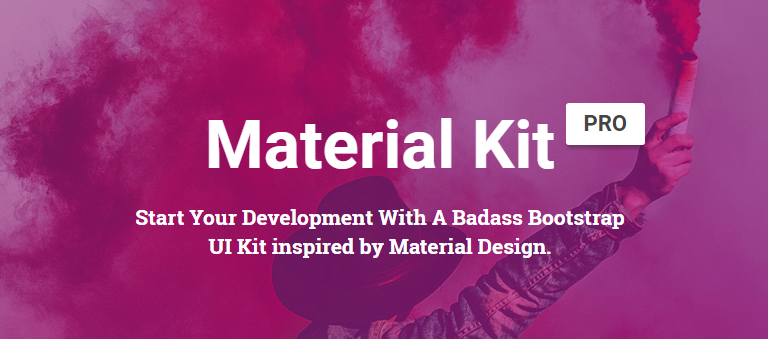 Material Kit PRO
Start Your Development With A Badass Bootstrap
UI Kit inspired by Material Design.